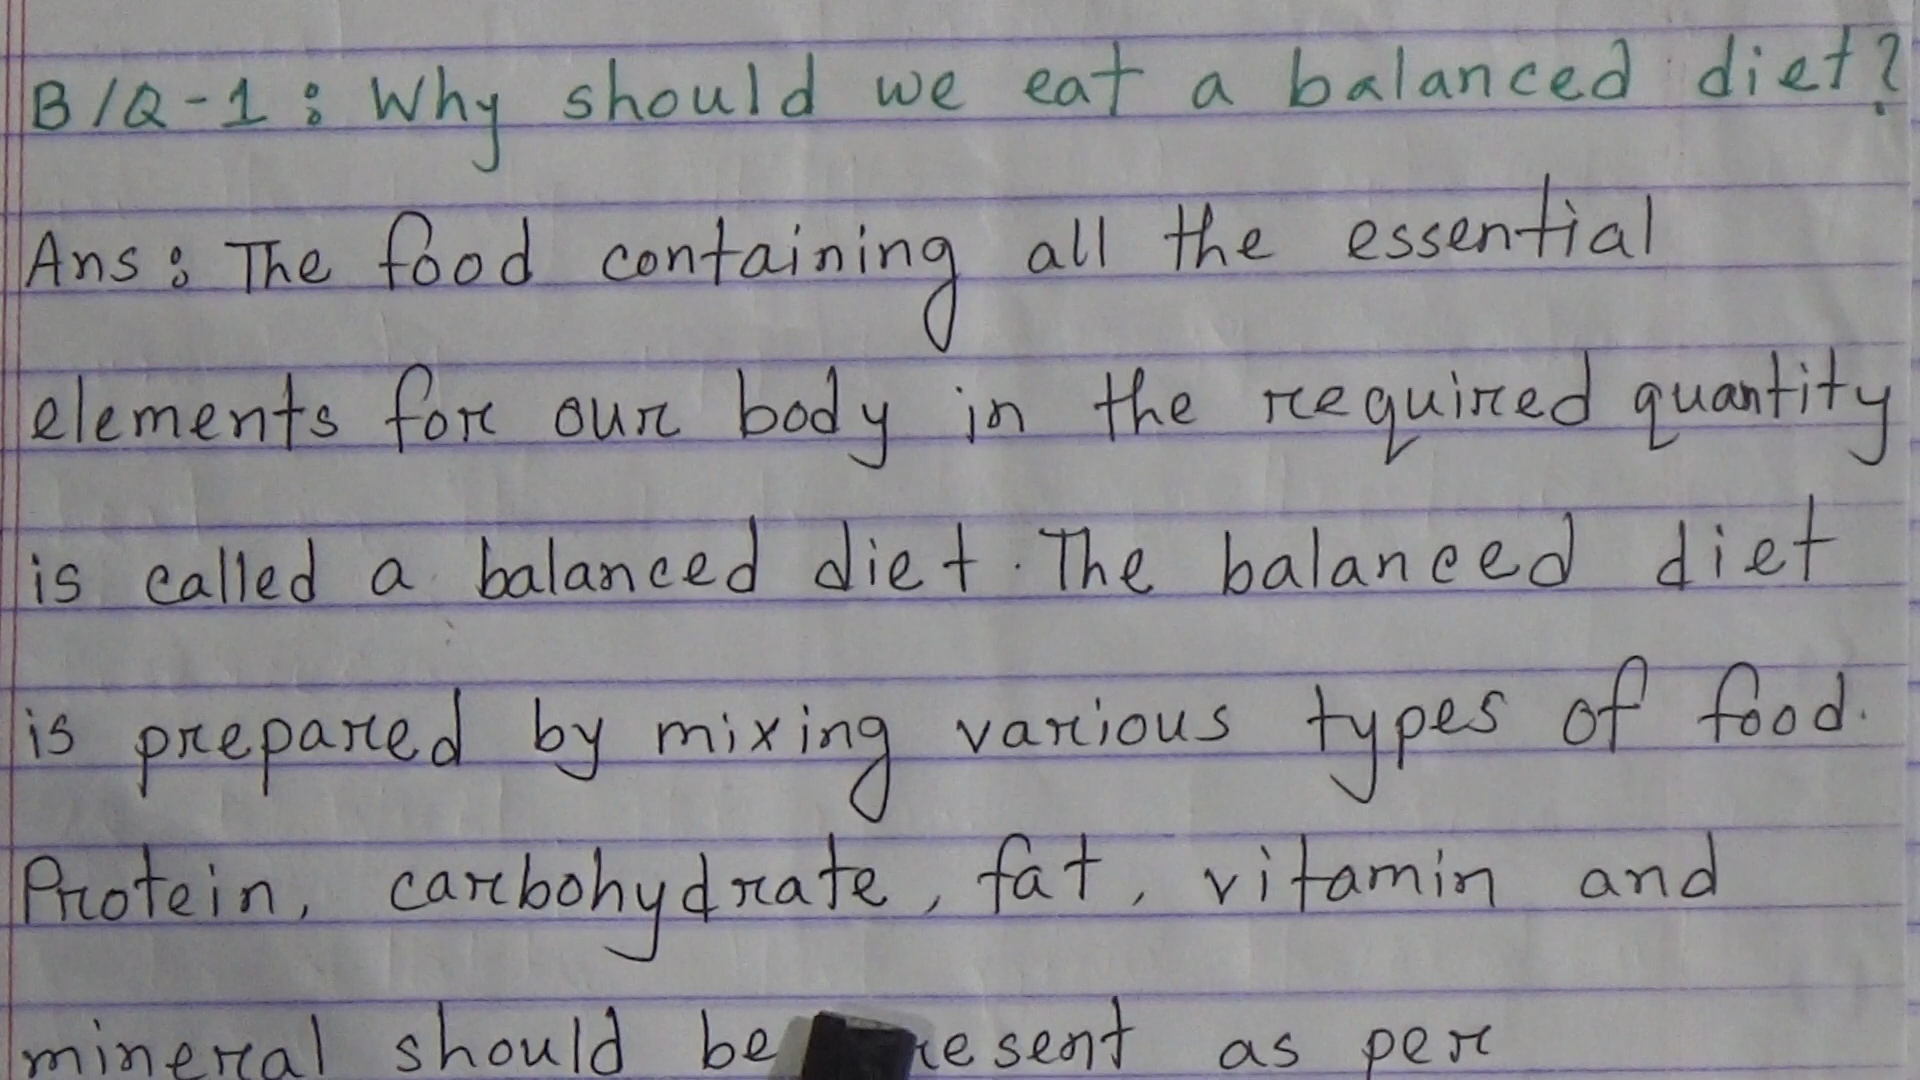 B/Q-1: Why should we eat a balanced diet?
Ans: The food containing all the essential
elements for our body in the required quantity
is called a balanced diet. The balanced diet
is prepared by mixing various types of food.
Protein, carbohydrate, fat, vitamin and
mineral should be as per